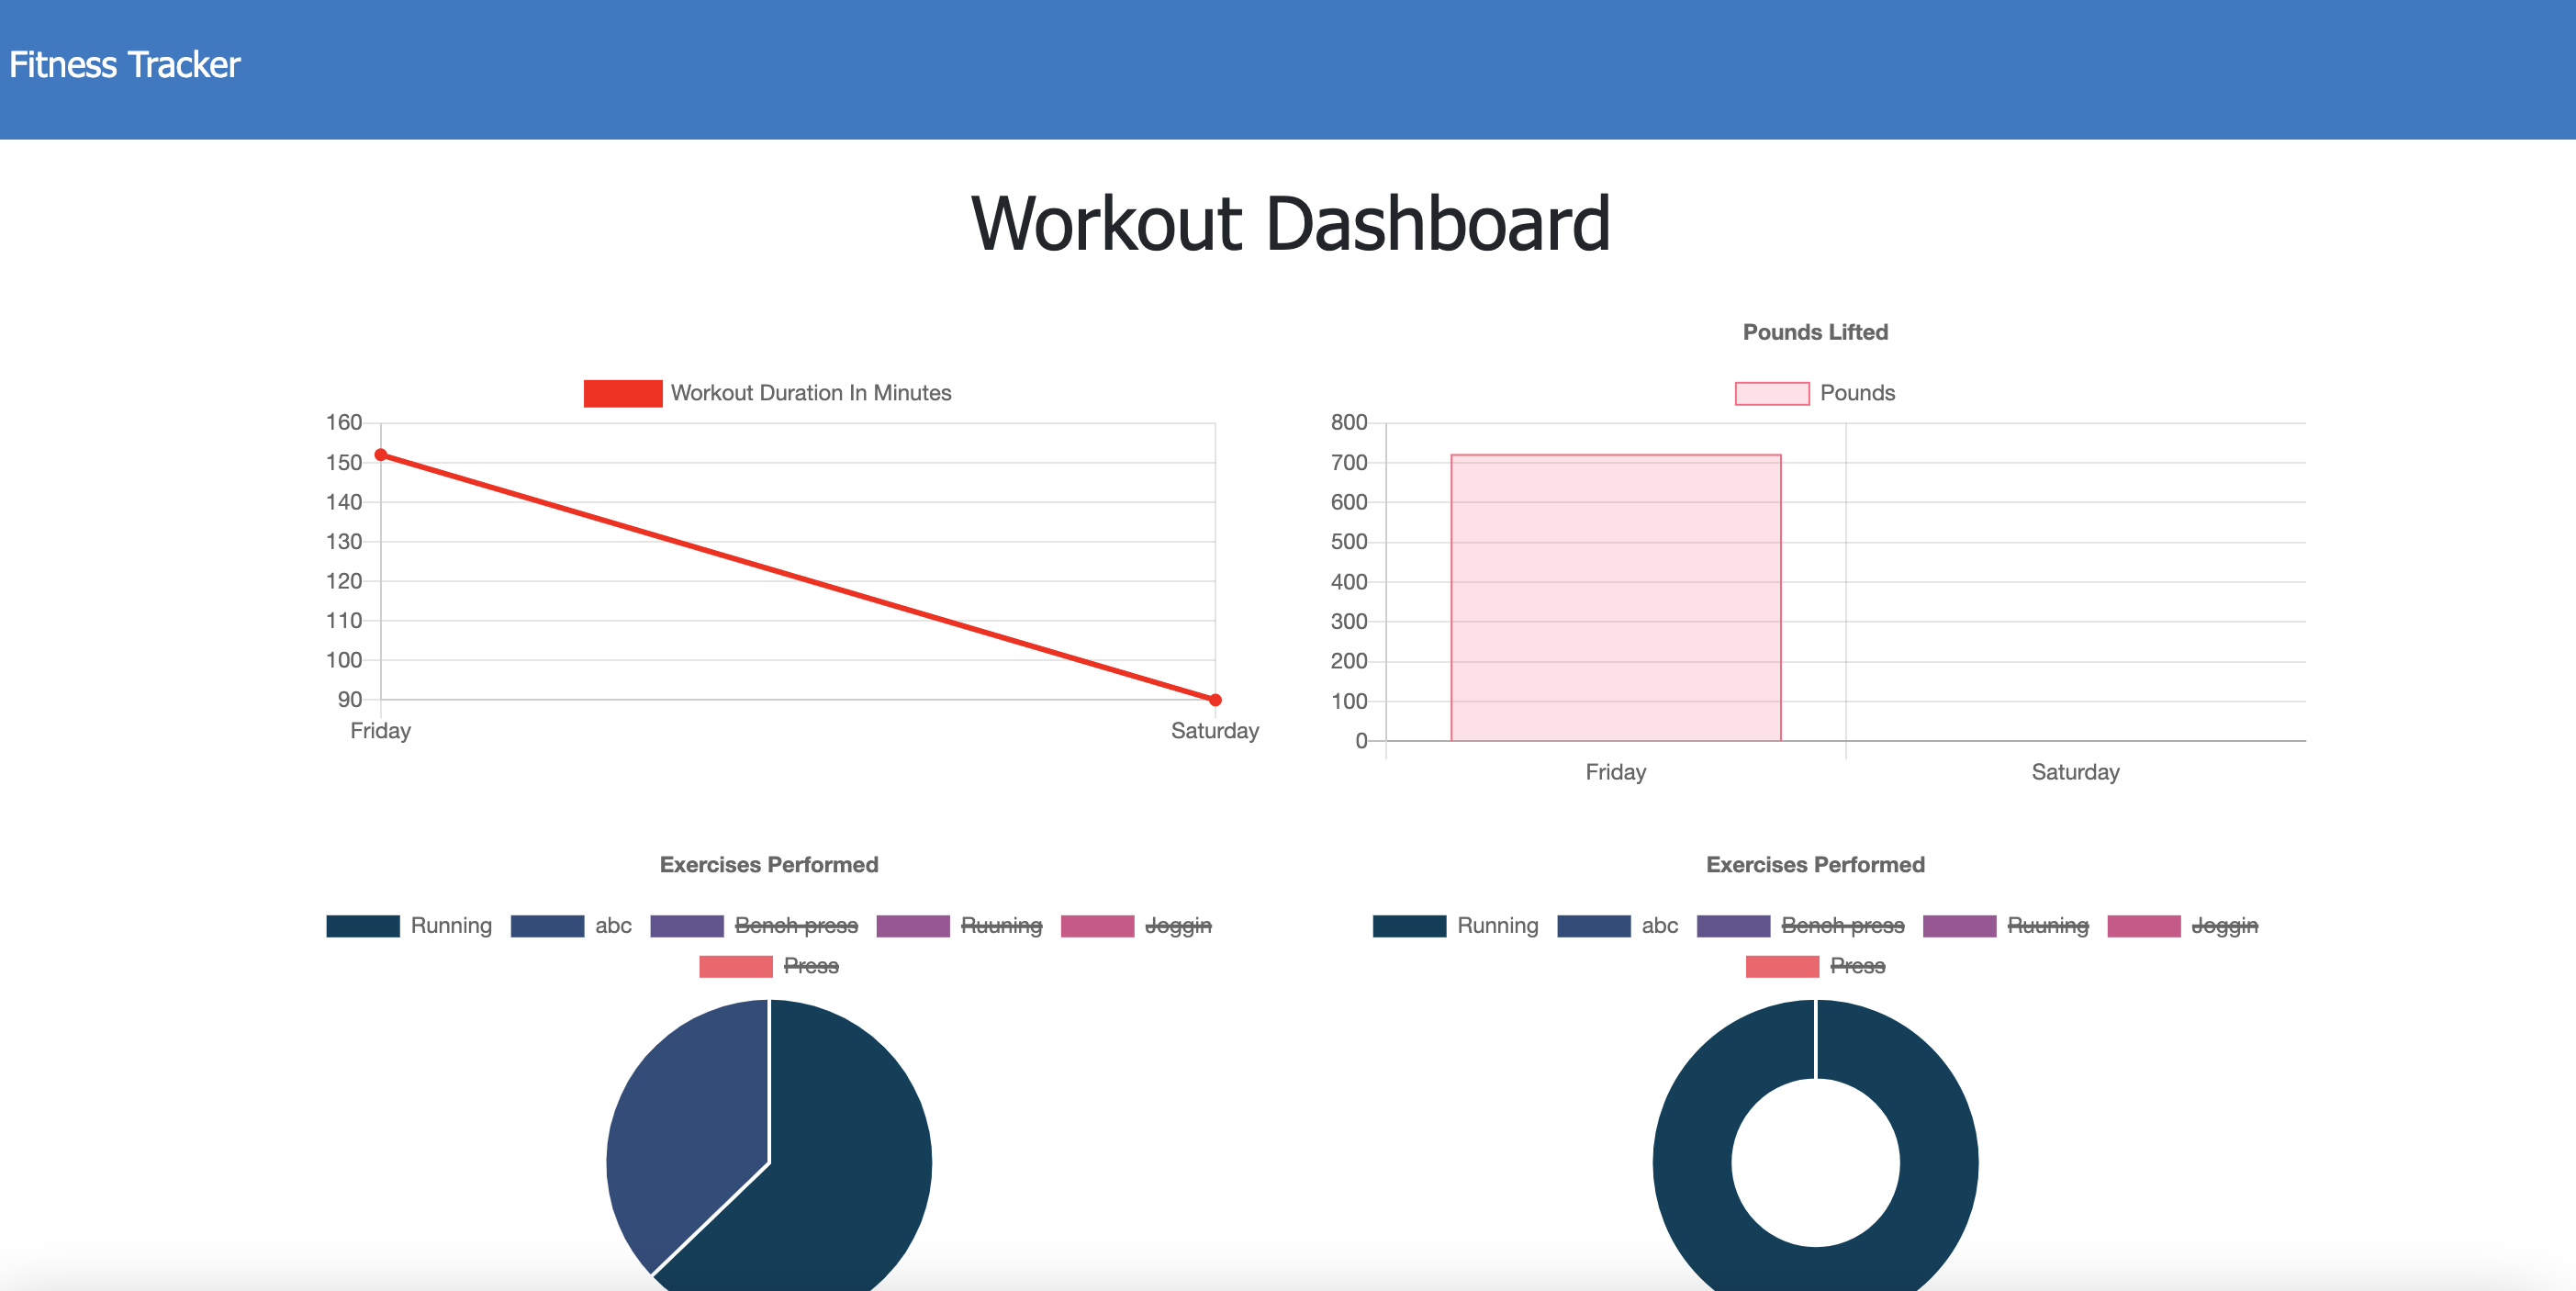 Fitness Tracker
Workout Dashboard
Workout Duration In Minutes
160
150
140
130
120
110
100
90
Friday Saturday
Pounds Lifted
Pounds
800
700
600
500
400
300
200
100
0
Friday Saturday
Exercises Performed
Running abc Bench press Ruuning Joggin
Press
Exercises Performed
Running abc Bench press Ruuning Joggin
Press